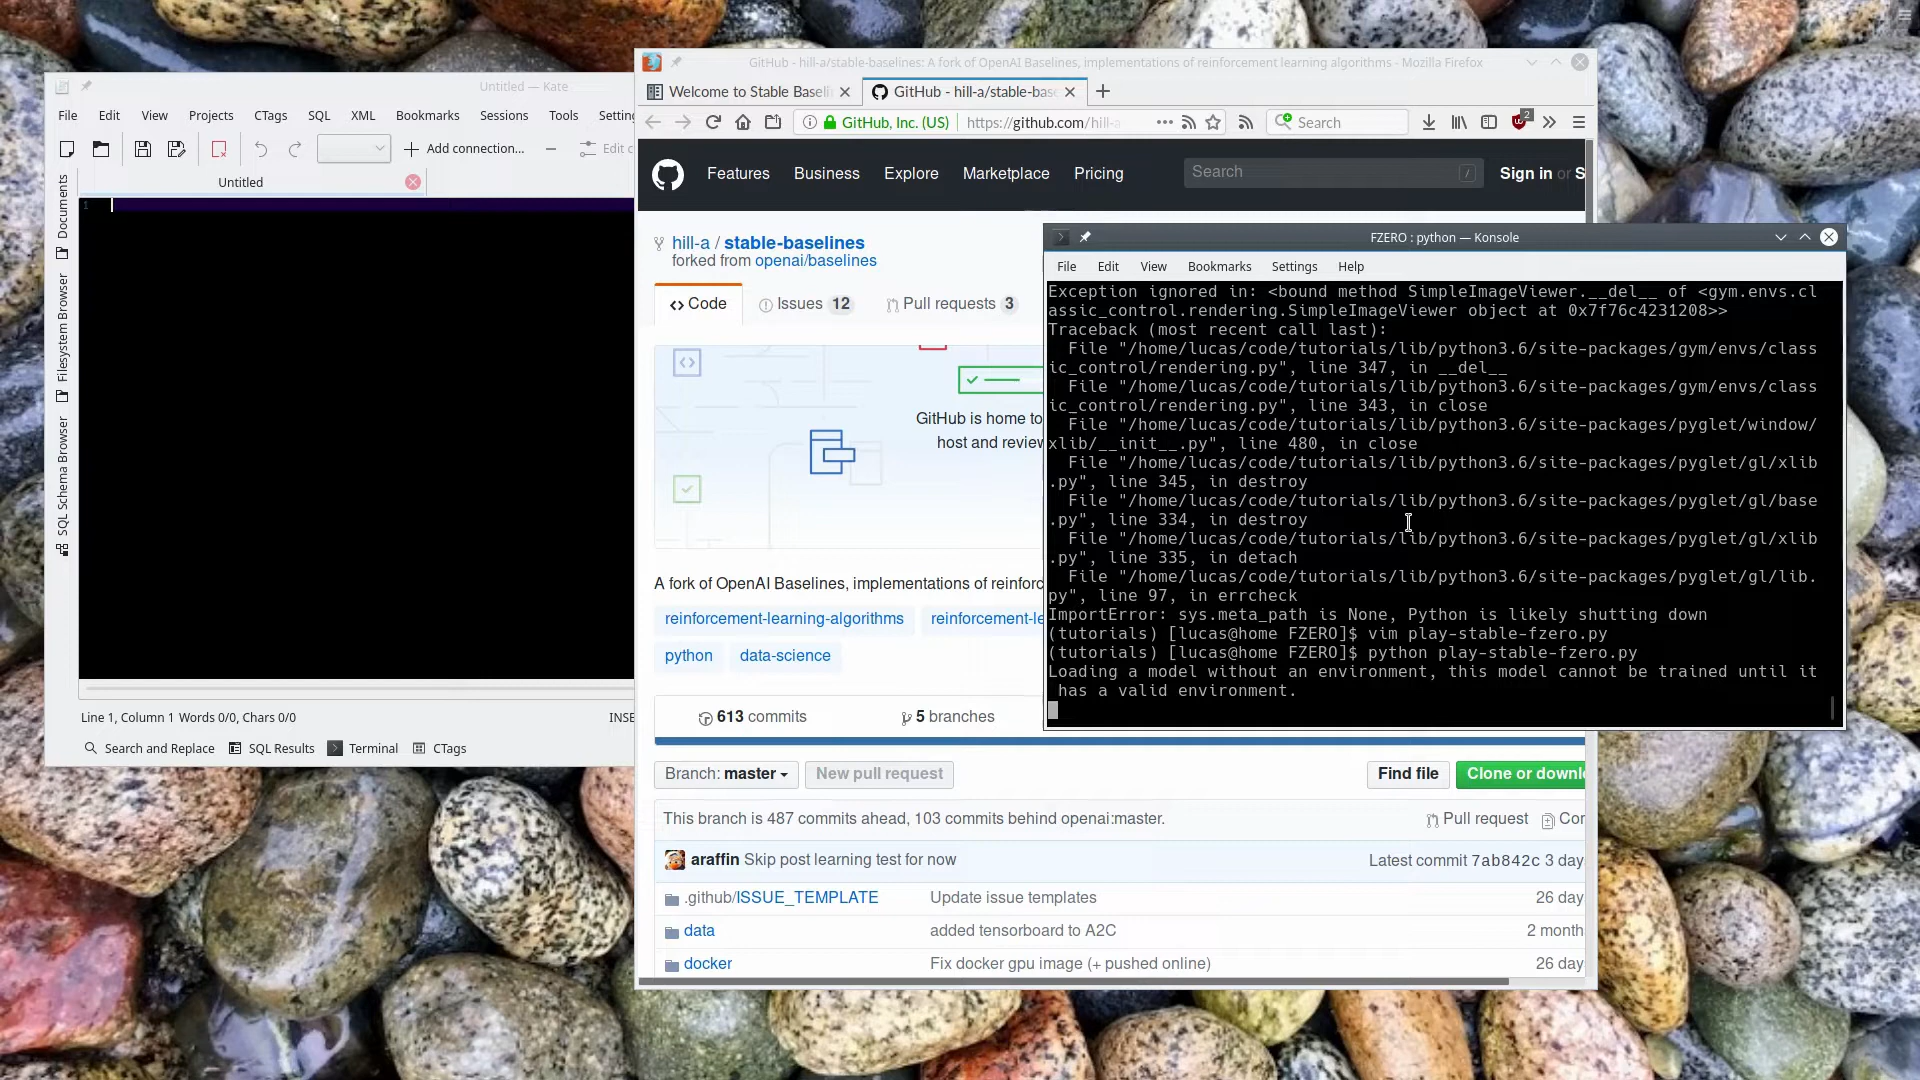 Untitled — Kate
File Edit View Projects CTags SQL XML Bookmarks Sessions Tools Setting
Add connection... Edit c
Untitled
Documents
Filesystem Browser
SQL Schema Browser
1
Line 1, Column 1 Words 0/0, Chars 0/0 INSE
Search and Replace SQL Results Terminal CTags
GitHub - hill-a/stable-baselines: A fork of OpenAI Baselines, implementations of reinforcement learning algorithms - Mozilla Firefox
Welcome to Stable Baseli GitHub - hill-a/stable-base
GitHub, Inc. (US) https://github.com/hill-a Search 2
Features Business Explore Marketplace Pricing Search / Sign in or S
hill-a / stable-baselines
forked from openai/baselines
Code Issues 12 Pull requests 3
GitHub is home to
host and review
A fork of OpenAI Baselines, implementations of reinforc
reinforcement-learning-algorithms reinforcement-le
python data-science
613 commits 5 branches
Branch: master New pull request Find file Clone or downl
This branch is 487 commits ahead, 103 commits behind openai:master. Pull request Cor
araffin Skip post learning test for now Latest commit 7ab842c 3 day
.github/ISSUE_TEMPLATE Update issue templates 26 day
data added tensorboard to A2C 2 month
docker Fix docker gpu image (+ pushed online) 26 day
FZERO : python — Konsole
File Edit View Bookmarks Settings Help
Exception ignored in: <bound method SimpleImageViewer.__del__ of <gym.envs.cl
assic_control.rendering.SimpleImageViewer object at 0x7f76c4231208>>
Traceback (most recent call last):
File "/home/lucas/code/tutorials/lib/python3.6/site-packages/gym/envs/class
ic_control/rendering.py", line 347, in __del__
File "/home/lucas/code/tutorials/lib/python3.6/site-packages/gym/envs/class
ic_control/rendering.py", line 343, in close
File "/home/lucas/code/tutorials/lib/python3.6/site-packages/pyglet/window/
xlib/__init__.py", line 480, in close
File "/home/lucas/code/tutorials/lib/python3.6/site-packages/pyglet/gl/xlib
.py", line 345, in destroy
File "/home/lucas/code/tutorials/lib/python3.6/site-packages/pyglet/gl/base
.py", line 334, in destroy
File "/home/lucas/code/tutorials/lib/python3.6/site-packages/pyglet/gl/xlib
.py", line 335, in detach
File "/home/lucas/code/tutorials/lib/python3.6/site-packages/pyglet/gl/lib.
py", line 97, in errcheck
ImportError: sys.meta_path is None, Python is likely shutting down
(tutorials) [lucas@home FZERO]$ vim play-stable-fzero.py
(tutorials) [lucas@home FZERO]$ python play-stable-fzero.py
Loading a model without an environment, this model cannot be trained until it
has a valid environment.